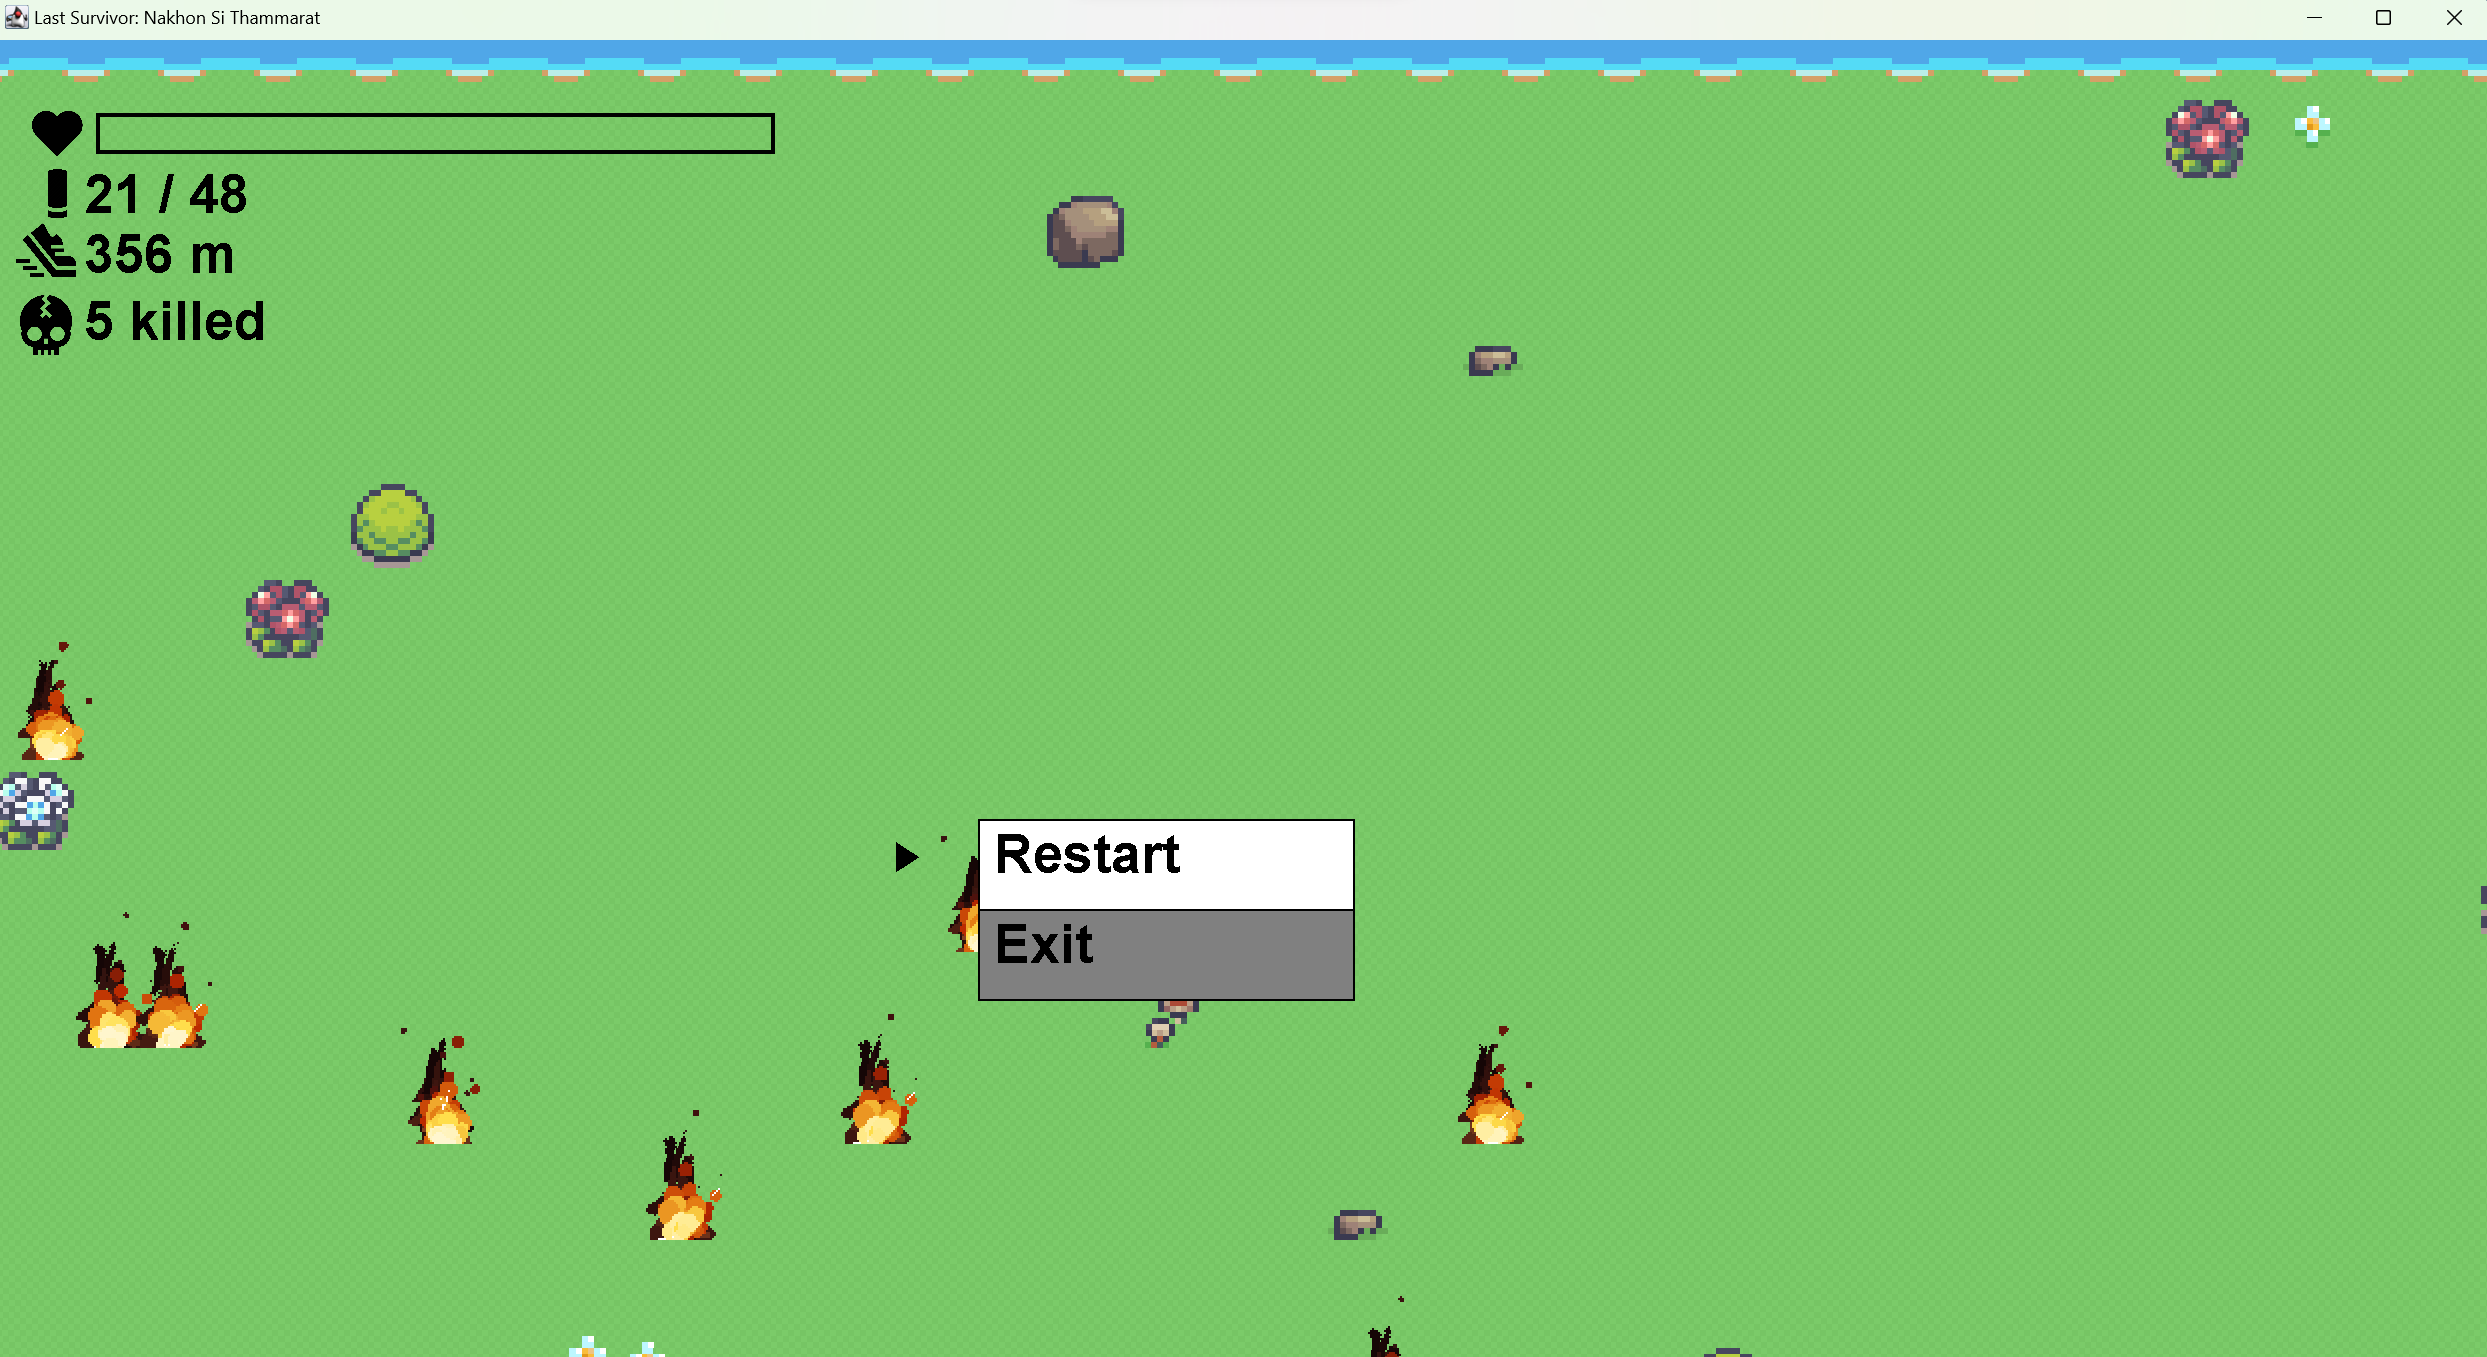 Last Survivor: Nakhon Si Thammarat
21 / 48
356 m
5 killed
Restart
Exit